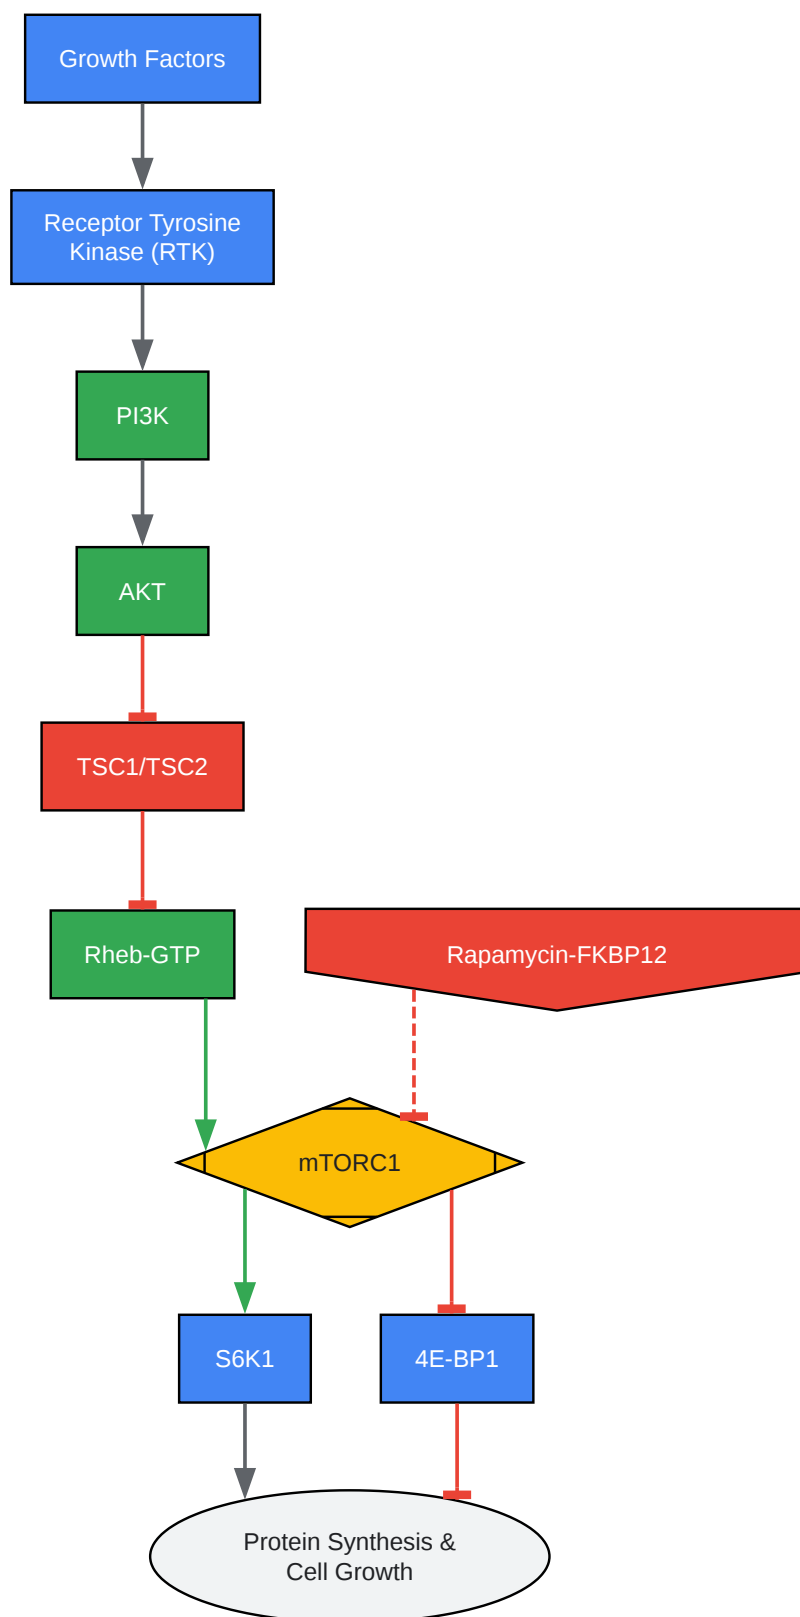 Growth Factors
Receptor Tyrosine
Kinase (RTK)
PI3K
AKT
TSC1/TSC2
Rheb-GTP
Rapamycin-FKBP12
mTORC1
S6K1
4E-BP1
Protein Synthesis &
Cell Growth